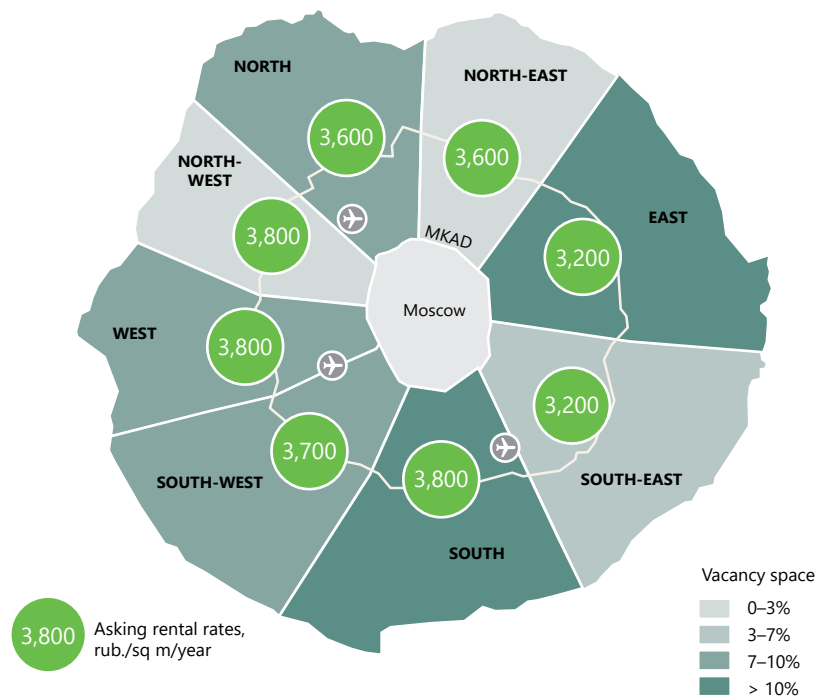 NORTH
NORTH-EAST
3,600
3,600
NORTH-
WEST
3,800
MKAD
EAST
3,200
Moscow
WEST
3,800
3,200
3,700
SOUTH-WEST
3,800
SOUTH-EAST
SOUTH
3,800
Asking rental rates,
rub./sq m/year
Vacancy space
0–3%
3–7%
7–10%
> 10%